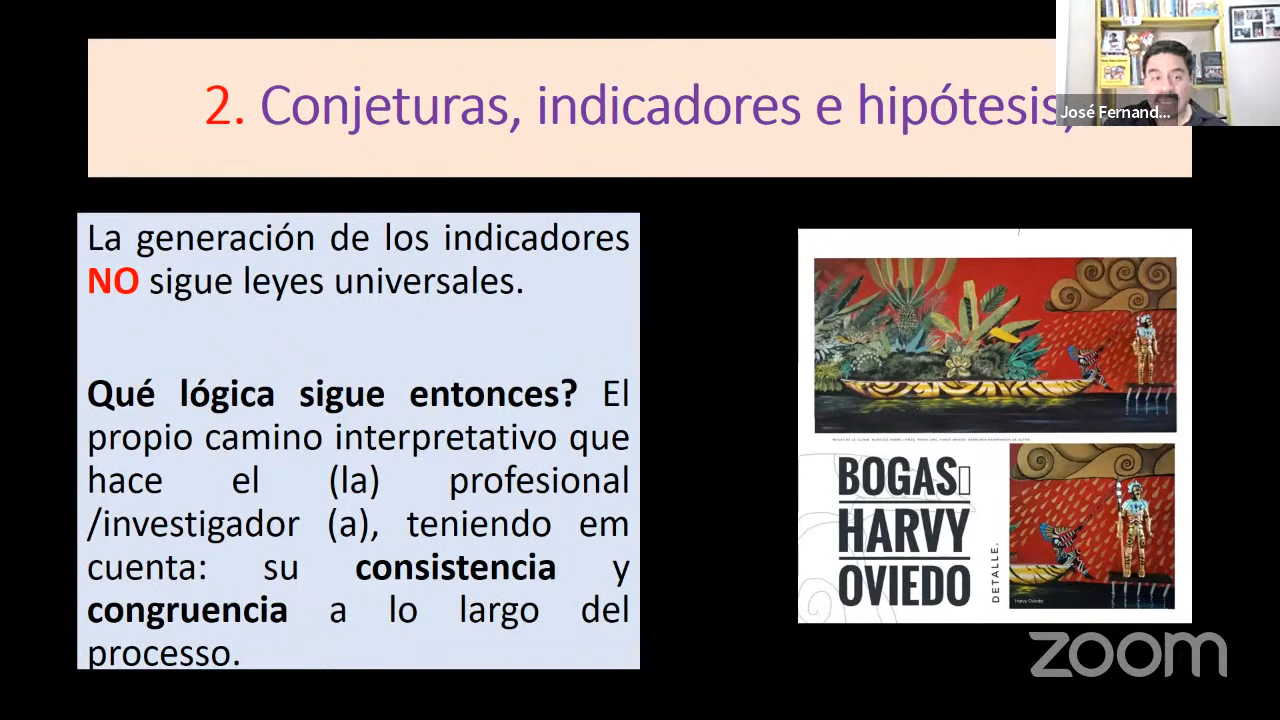 2. Conjeturas, indicadores e hipótesis,
José Fernand...
La generación de los indicadores
NO sigue leyes universales.
Qué lógica sigue entonces? El
propio camino interpretativo que
hace el (la) profesional
/investigador (a), teniendo em
cuenta: su consistencia y
congruencia a lo largo del
proceso.
BOGAS
HARVY
OVIEDO
DETALLE.
Harvy Oviedo
zoom